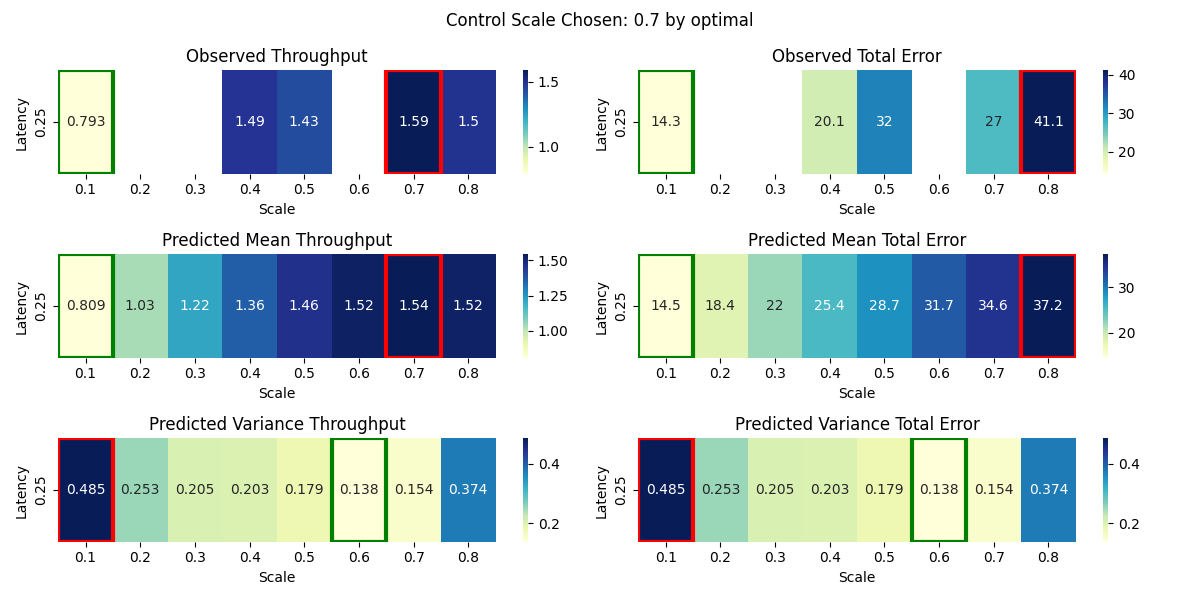 Control Scale Chosen: 0.7 by optimal
Observed Throughput
Latency
0.25
0.793 1.49 1.43 1.59 1.5
0.1 0.2 0.3 0.4 0.5 0.6 0.7 0.8
Scale
1.5
1.0
Observed Total Error
Latency
0.25
14.3 20.1 32 27 41.1
0.1 0.2 0.3 0.4 0.5 0.6 0.7 0.8
Scale
40
30
20
Predicted Mean Throughput
Latency
0.25
0.809 1.03 1.22 1.36 1.46 1.52 1.54 1.52
0.1 0.2 0.3 0.4 0.5 0.6 0.7 0.8
Scale
1.50
1.25
1.00
Predicted Mean Total Error
Latency
0.25
14.5 18.4 22 25.4 28.7 31.7 34.6 37.2
0.1 0.2 0.3 0.4 0.5 0.6 0.7 0.8
Scale
30
20
Predicted Variance Throughput
Latency
0.25
0.485 0.253 0.205 0.203 0.179 0.138 0.154 0.374
0.1 0.2 0.3 0.4 0.5 0.6 0.7 0.8
Scale
0.4
0.2
Predicted Variance Total Error
Latency
0.25
0.485 0.253 0.205 0.203 0.179 0.138 0.154 0.374
0.1 0.2 0.3 0.4 0.5 0.6 0.7 0.8
Scale
0.4
0.2